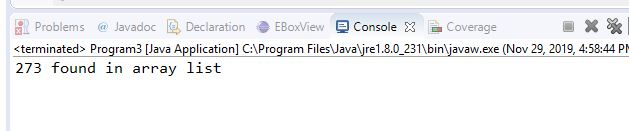 Problems @ Javadoc Declaration EBoxView Console Coverage
<terminated> Program3 [Java Application] C:\Program Files\Java\jre1.8.0_231\bin\javaw.exe (Nov 29, 2019, 4:58:44 PM
273 found in array list